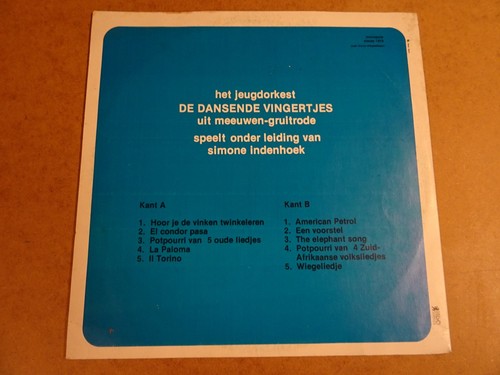 het jeugdorkest
DE DANSENDE VINGERTJES
uit meeuwen-gruitrode
speelt onder leiding van
simone indenhoek
Kant A
1. Hoor je de vinken twinkeleren
2. El condor pasa
3. Potpourri van 5 oude liedjes
4. La Paloma
5. Il Torino
Kant B
1. American Petrol
2. Een voorstel
3. The elephant song
4. Potpourri van 4 Zuid-
Afrikaanse volksliedjes
5. Wiegeliedje